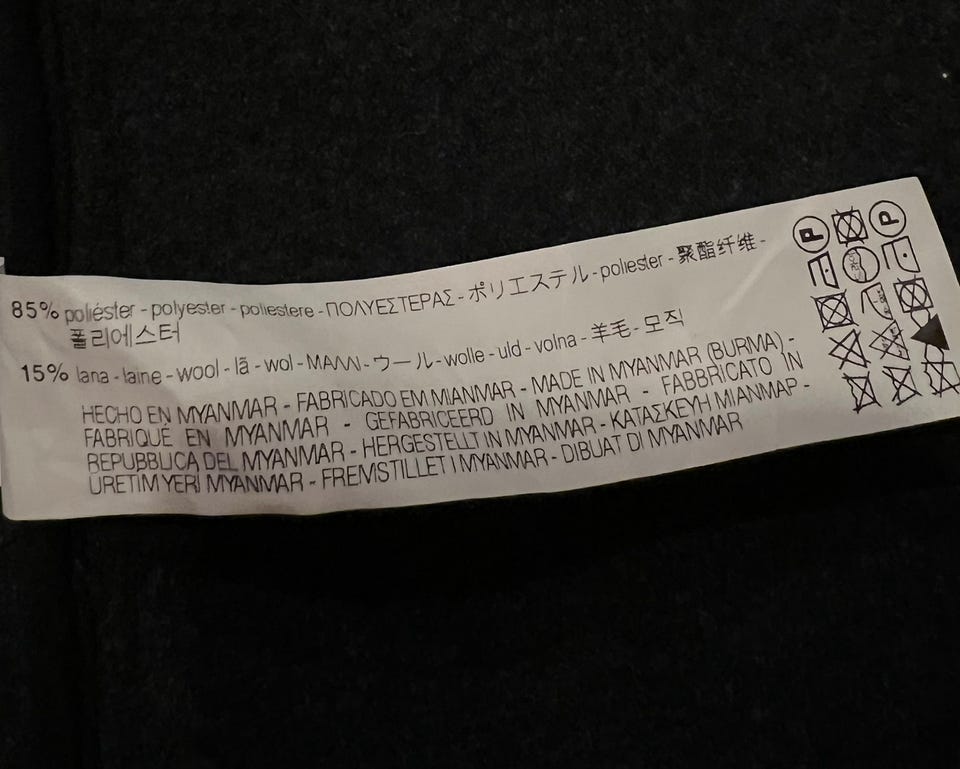 85% poliéster - polyester - poliestere - ΠΟΛΥΕΣΤΕΡΑΣ - ポリエステル - poliester - 聚酯纤维 -
폴리에스터
15% lana - laine - wool - lã - wol - ΜΑΛΛΙ - ウール - wolle - uld - volna - 羊毛 - 모직
HECHO EN MYANMAR - FABRICADO EM MIANMAR - MADE IN MYANMAR (BURMA) -
FABRIQUÉ EN MYANMAR - GEFABRICEERD IN MYANMAR - FABBRICATO IN
REPUBBLICA DEL MYANMAR - HERGESTELLT IN MYANMAR - ΚΑΤΑΣΚΕΥΗ ΜΙΑΝΜΑΡ -
ÜRETIM YERI MYANMAR - FREMSTILLET I MYANMAR - DIBUAT DI MYANMAR
P P